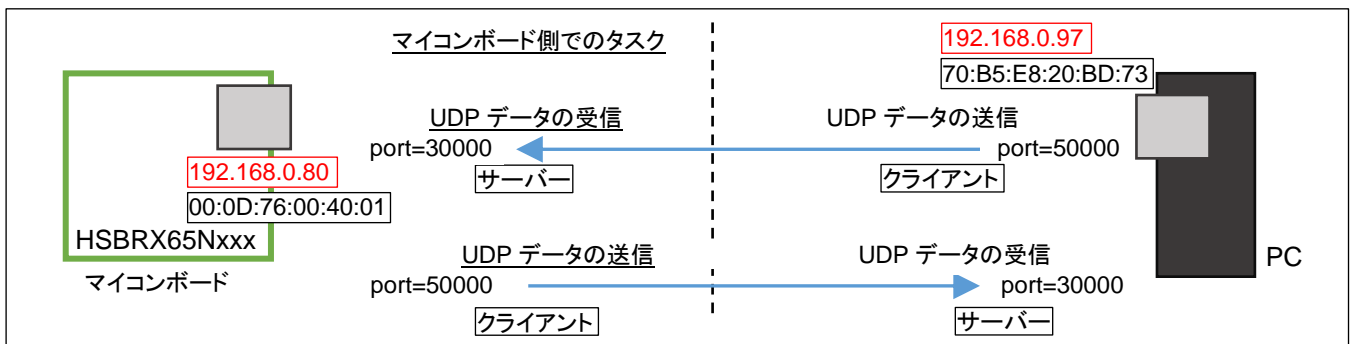 マイコンボード側でのタスク
192.168.0.97
70:B5:E8:20:BD:73
UDP データの受信
UDP データの送信
port=30000
port=50000
サーバー
クライアント
192.168.0.80
00:0D:76:00:40:01
HSBRX65Nxxx
マイコンボード
UDP データの送信
UDP データの受信
PC
port=50000
port=30000
クライアント
サーバー